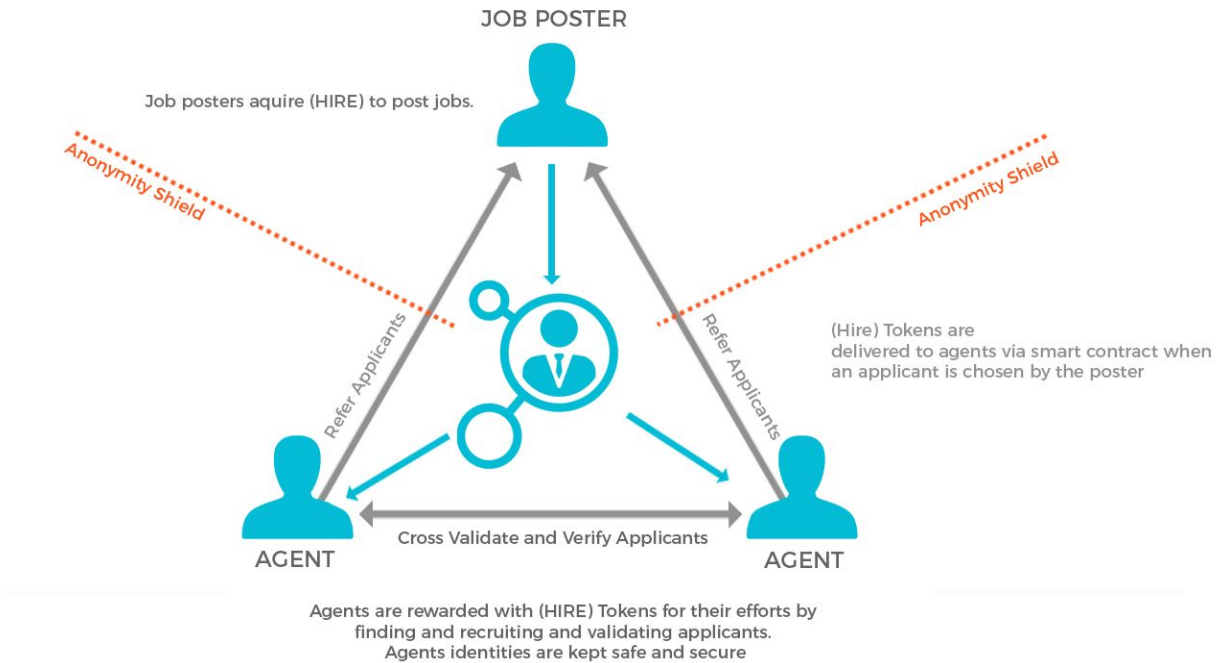 JOB POSTER
Job posters aquire (HIRE) to post jobs.
Anonymity Shield
Anonymity Shield
Refer Applicants
Refer Applicants
(Hire) Tokens are
delivered to agents via smart contract when
an applicant is chosen by the poster
Cross Validate and Verify Applicants
AGENT
AGENT
Agents are rewarded with (HIRE) Tokens for their efforts by
finding and recruiting and validating applicants.
Agents identities are kept safe and secure